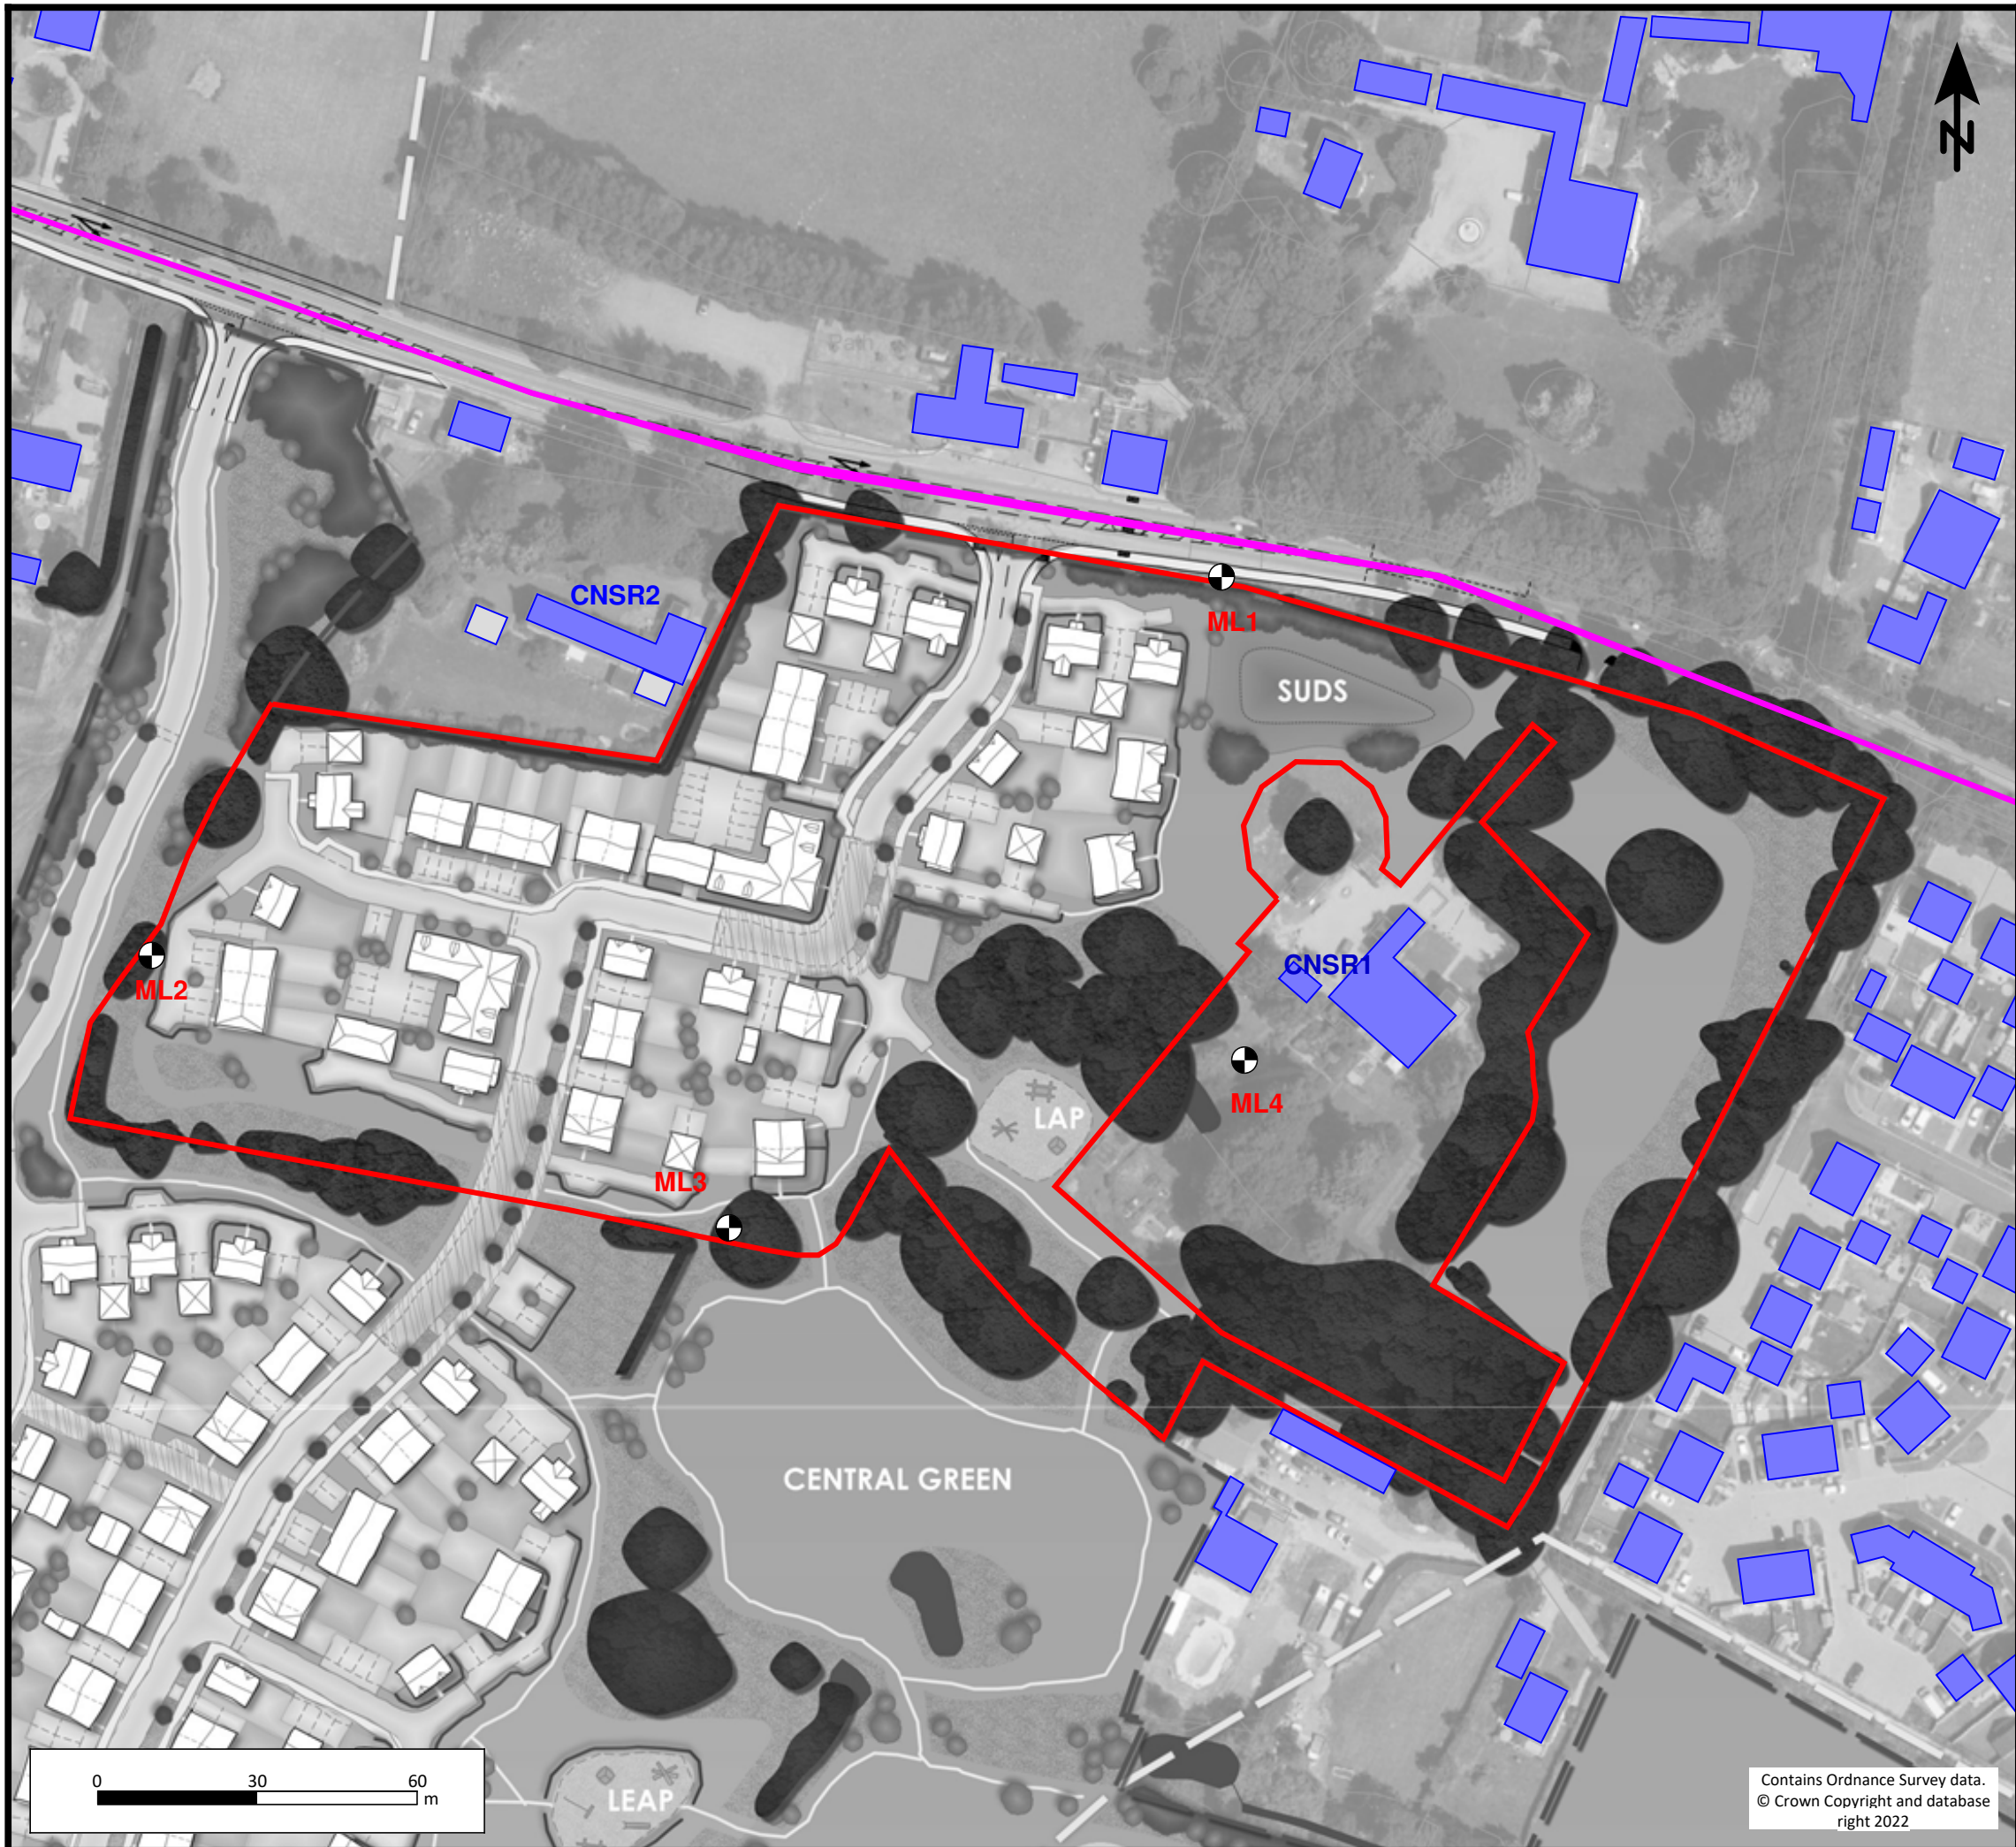 N
CNSR2
ML1
SUDS
CNSR1
ML2
LAP
ML4
ML3
CENTRAL GREEN
0 30 60
m
LEAP
Contains Ordnance Survey data.
© Crown Copyright and database
right 2022